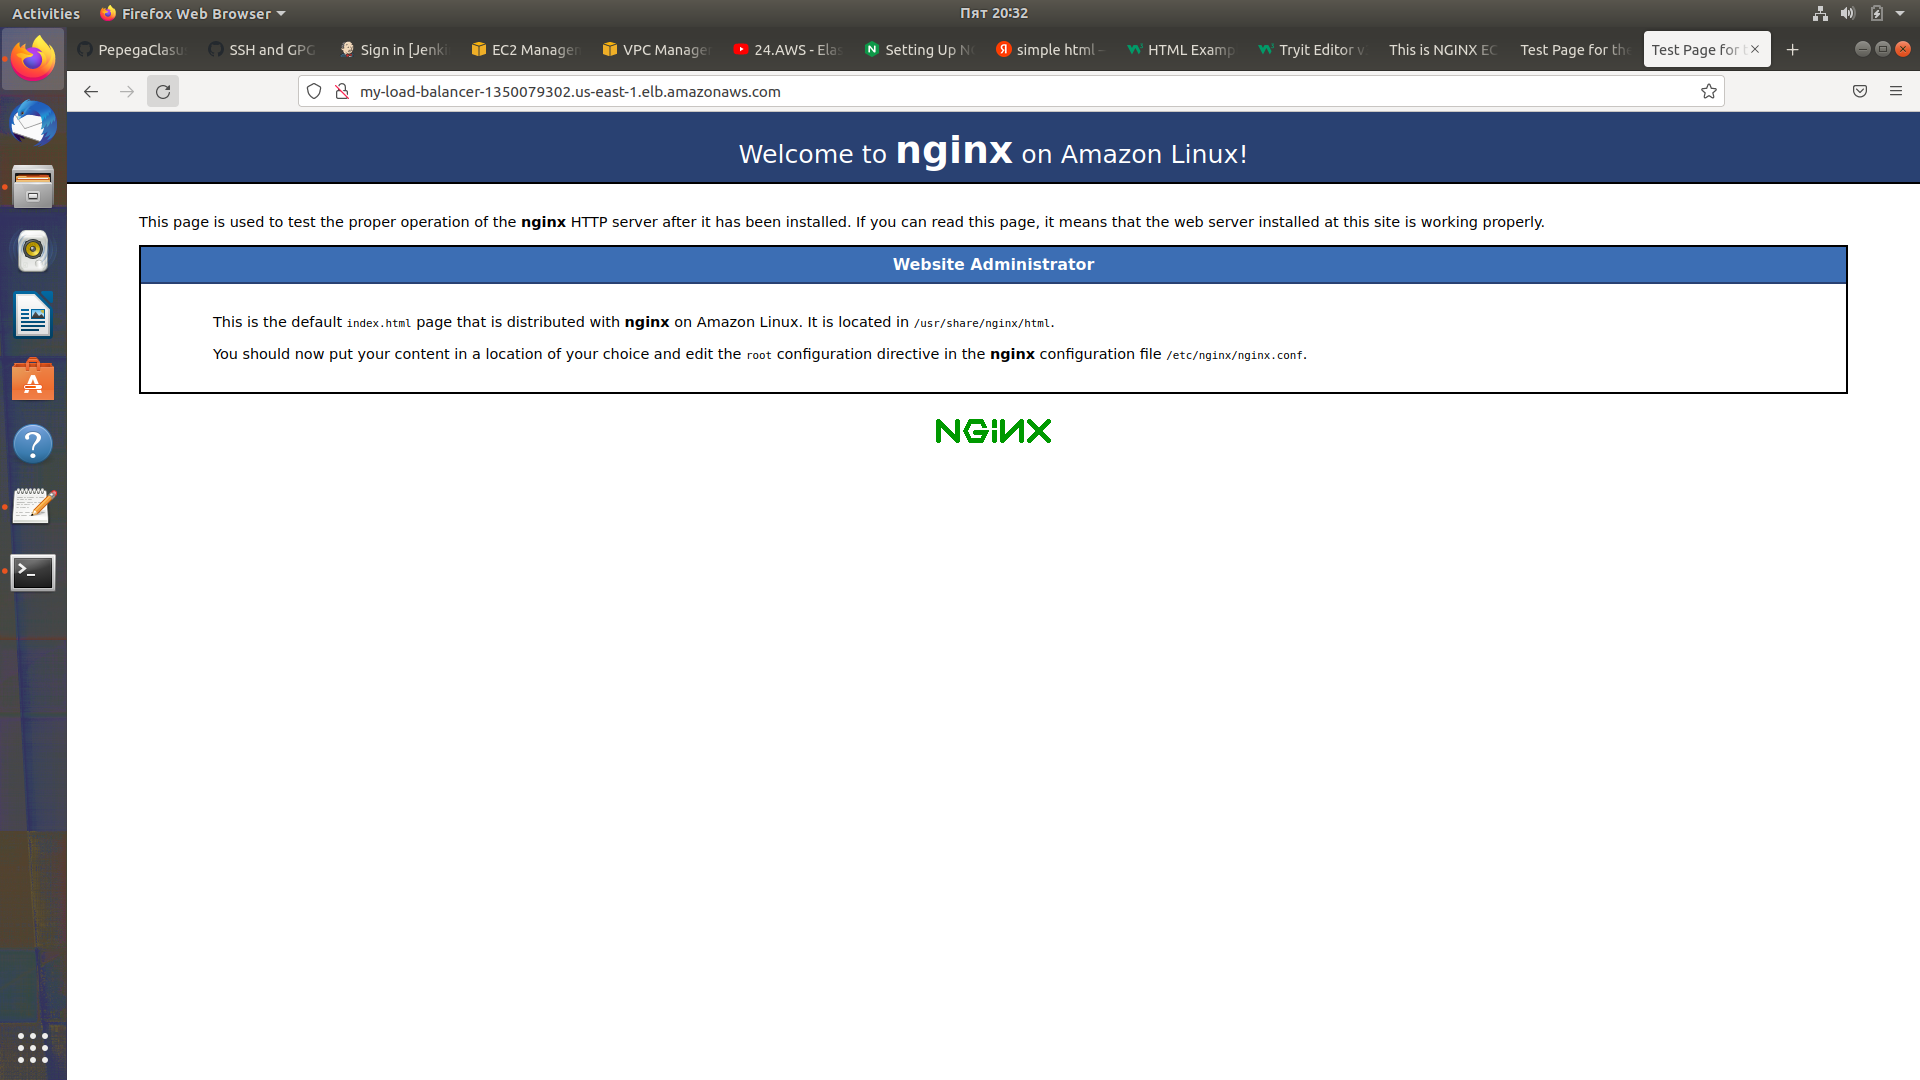 Activities
Firefox Web Browser
Пят 20:32
PepegaClasu
SSH and GPG
Sign in [Jenki
EC2 Manager
VPC Manager
24.AWS - Elas
Setting Up NG
simple html -
HTML Examp
Tryit Editor v
This is NGINX EC
Test Page for the
Test Page for t
my-load-balancer-1350079302.us-east-1.elb.amazonaws.com
Welcome to nginx on Amazon Linux!
This page is used to test the proper operation of the nginx HTTP server after it has been installed. If you can read this page, it means that the web server installed at this site is working properly.
Website Administrator
This is the default index.html page that is distributed with nginx on Amazon Linux. It is located in /usr/share/nginx/html.
You should now put your content in a location of your choice and edit the root configuration directive in the nginx configuration file /etc/nginx/nginx.conf.
NGINX